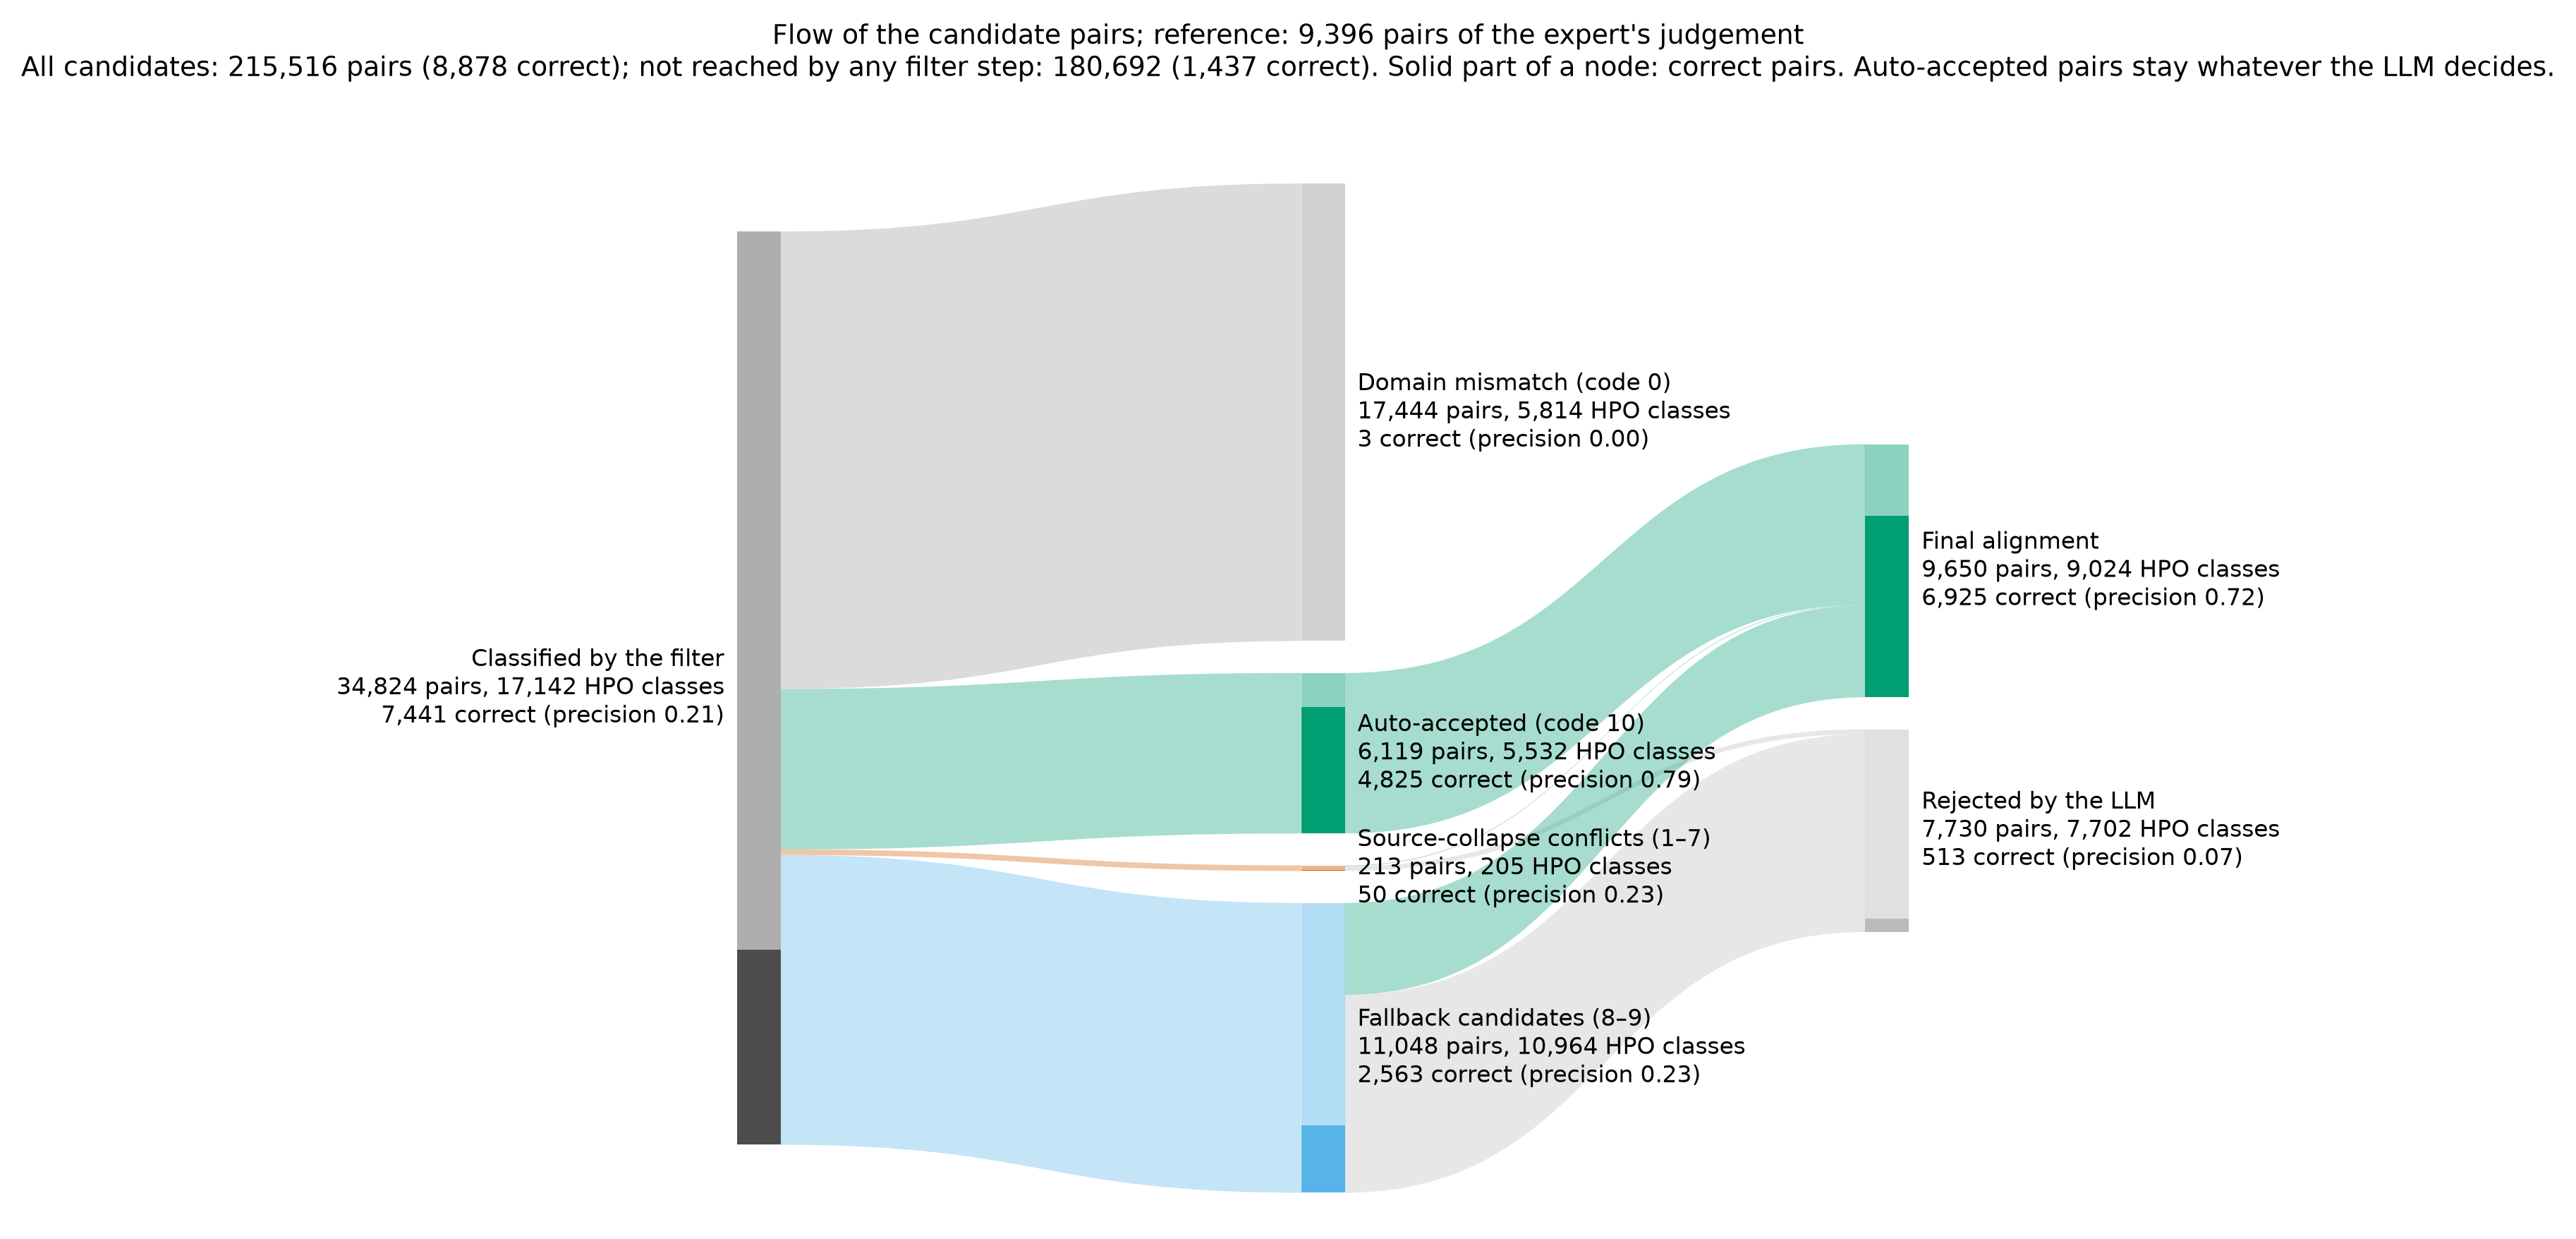 Flow of the candidate pairs; reference: 9,396 pairs of the expert's judgement
All candidates: 215,516 pairs (8,878 correct); not reached by any filter step: 180,692 (1,437 correct). Solid part of a node: correct pairs. Auto-accepted pairs stay whatever the LLM decides.
Classified by the filter
34,824 pairs, 17,142 HPO classes
7,441 correct (precision 0.21)
Domain mismatch (code 0)
17,444 pairs, 5,814 HPO classes
3 correct (precision 0.00)
Auto-accepted (code 10)
6,119 pairs, 5,532 HPO classes
4,825 correct (precision 0.79)
Source-collapse conflicts (1–7)
213 pairs, 205 HPO classes
50 correct (precision 0.23)
Fallback candidates (8–9)
11,048 pairs, 10,964 HPO classes
2,563 correct (precision 0.23)
Final alignment
9,650 pairs, 9,024 HPO classes
6,925 correct (precision 0.72)
Rejected by the LLM
7,730 pairs, 7,702 HPO classes
513 correct (precision 0.07)